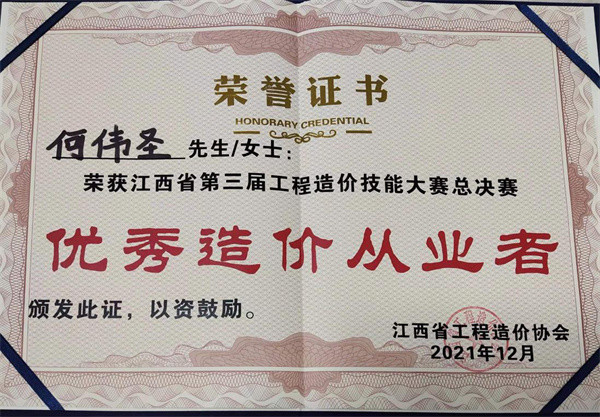 荣誉证书
HONORARY CREDENTIAL
何伟圣 先生/女士：
荣获江西省第三届工程造价技能大赛总决赛
优秀造价从业者
颁发此证，以资鼓励。
江西省工程造价协会
2021年12月